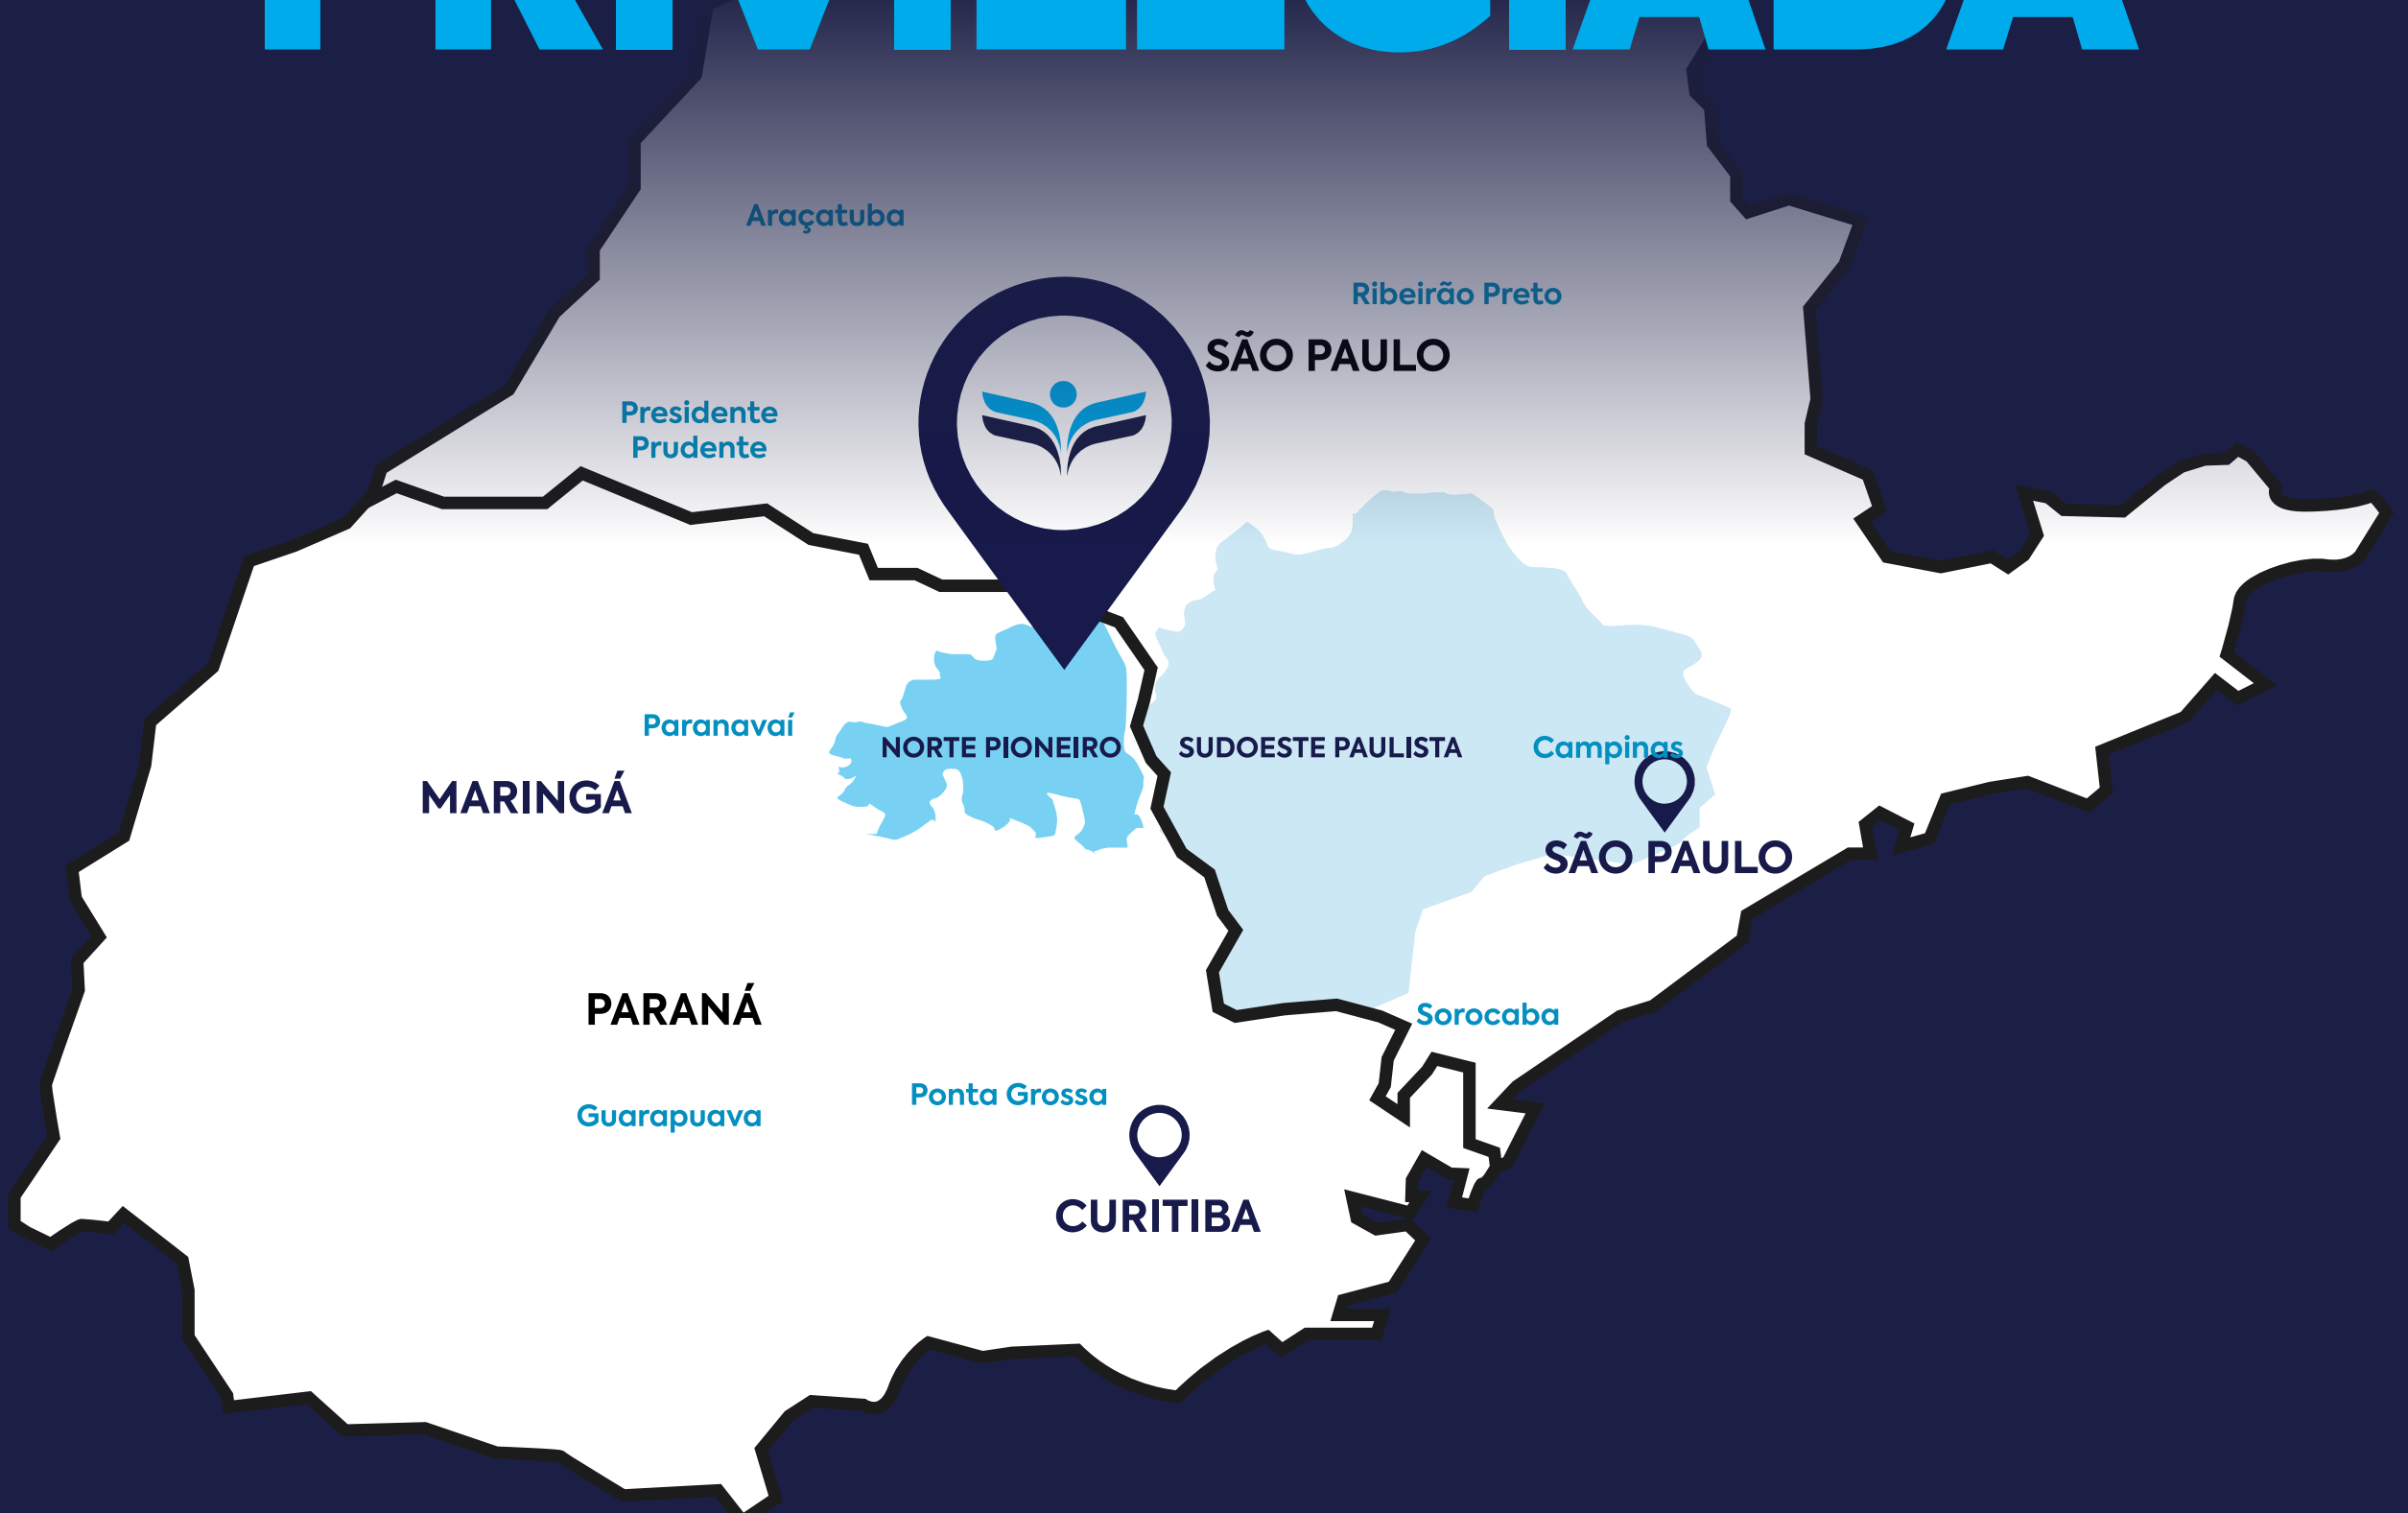 Araçatuba
Ribeirão Preto
SÃO PAULO
Presidente
Prudente
Paranavaí
NORTE PIONEIRO
SUDOESTE PAULISTA
Campinas
MARINGÁ
SÃO PAULO
PARANÁ
Sorocaba
Ponta Grossa
Guarapuava
CURITIBA